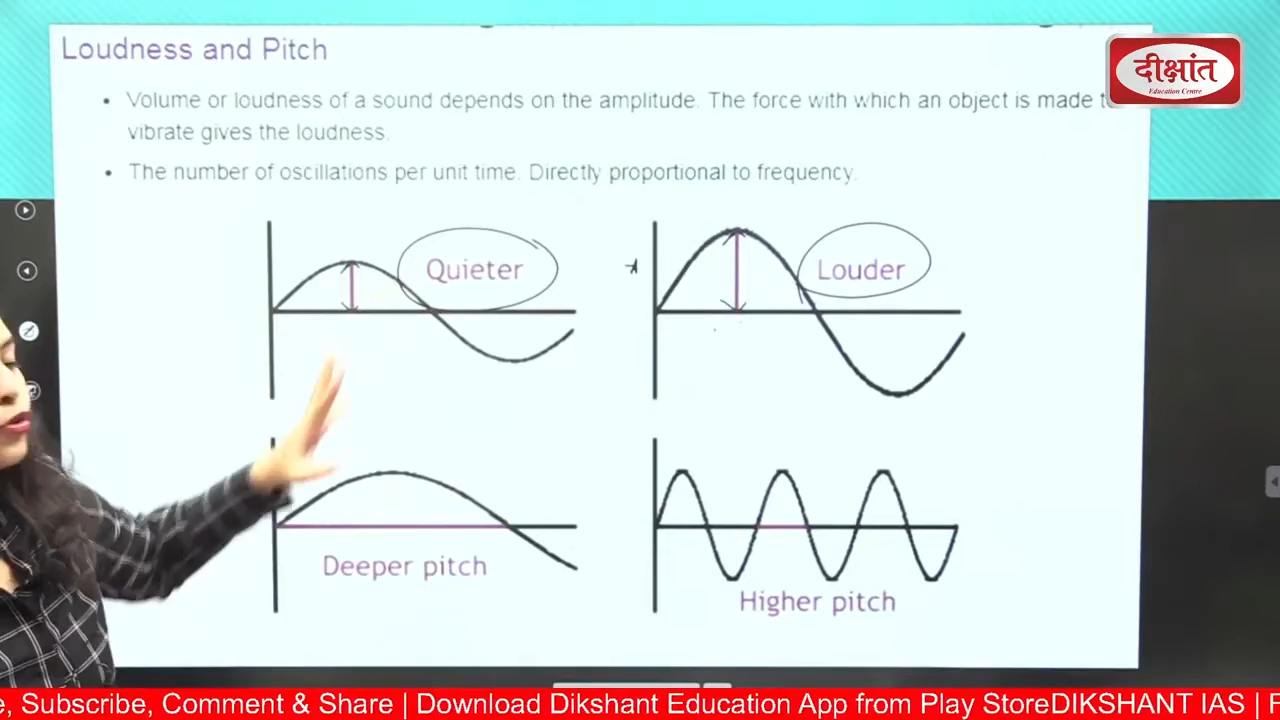 Loudness and Pitch
दीक्षांत
Education Centre
• Volume or loudness of a sound depends on the amplitude. The force with which an object is made
vibrate gives the loudness.
• The number of oscillations per unit time. Directly proportional to frequency.
Quieter
Louder
Deeper pitch
Higher pitch
Subscribe, Comment & Share | Download Dikshant Education App from Play StoreDIKSHANT IAS |